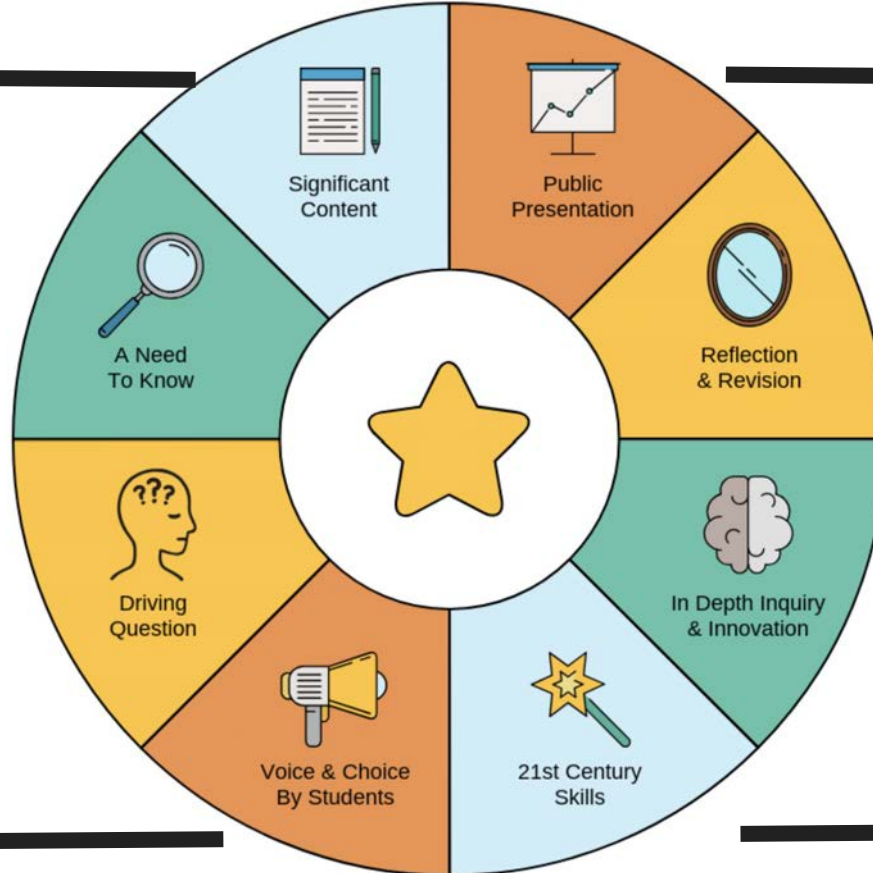 Significant
Content
Public
Presentation
A Need
To Know
Reflection
& Revision
???
Driving
Question
In Depth Inquiry
& Innovation
Voice & Choice
By Students
21st Century
Skills